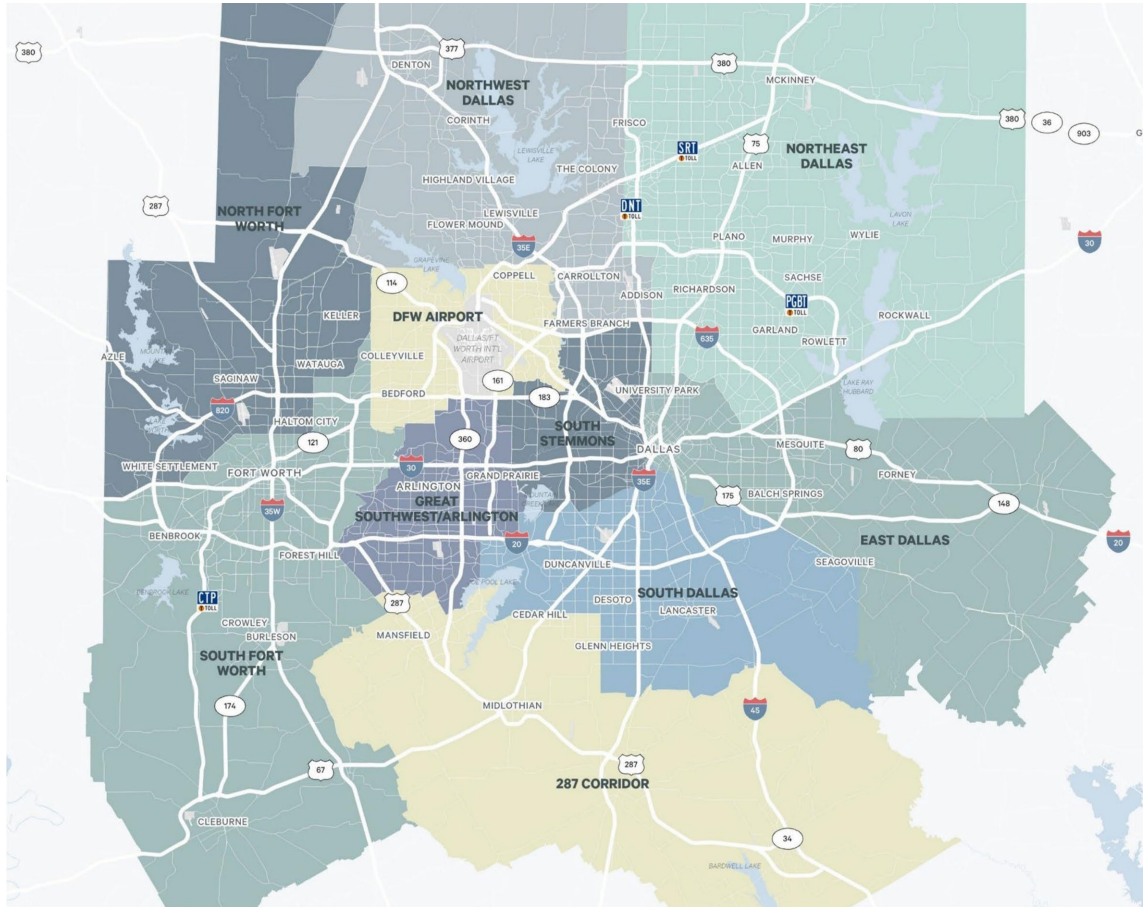 380
377
DENTON
NORTHWEST
DALLAS
380
MCKINNEY
CORINTH
FRISCO
380
36
903
G
LEWISVILLE
LAKE
SRT
TOLL
75
NORTHEAST
DALLAS
THE COLONY
ALLEN
HIGHLAND VILLAGE
287
NORTH FORT
WORTH
LEWISVILLE
FLOWER MOUND
DNT
TOLL
LAVON
LAKE
35E
PLANO
MURPHY
WYLIE
30
GRAPEVINE
LAKE
COPPELL
CARROLLTON
SACHSE
114
ADDISON
RICHARDSON
PGBT
TOLL
KELLER
DFW AIRPORT
FARMERS BRANCH
ROCKWALL
DALLAS/FT
WORTH INT'L
AIRPORT
635
GARLAND
ROWLETT
AZLE
COLLEYVILLE
WATAUGA
SAGINAW
161
LAKE RAY
HUBBARD
BEDFORD
183
UNIVERSITY PARK
820
HALTOM CITY
SOUTH
STEMMONS
121
360
DALLAS
MESQUITE
80
WHITE SETTLEMENT
FORT WORTH
30
GRAND PRAIRIE
FORNEY
35E
ARLINGTON
GREAT
SOUTHWEST/ARLINGTON
175
BALCH SPRINGS
148
35W
BENBROOK
20
EAST DALLAS
20
FOREST HILL
DUNCANVILLE
SEAGOVILLE
CTP
TOLL
287
DESOTO
SOUTH DALLAS
CEDAR HILL
LANCASTER
CROWLEY
BURLESON
MANSFIELD
GLENN HEIGHTS
SOUTH FORT
WORTH
174
MIDLOTHIAN
45
67
287
287 CORRIDOR
CLEBURNE
34
BARDWELL LAKE